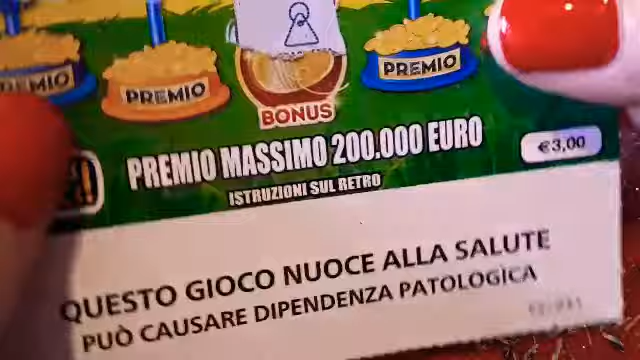 PREMIO
PREMIO
PREMIO
BONUS
PREMIO MASSIMO 200.000 EURO
€3,00
ISTRUZIONI SUL RETRO
QUESTO GIOCO NUOCE ALLA SALUTE
PUÒ CAUSARE DIPENDENZA PATOLOGICA